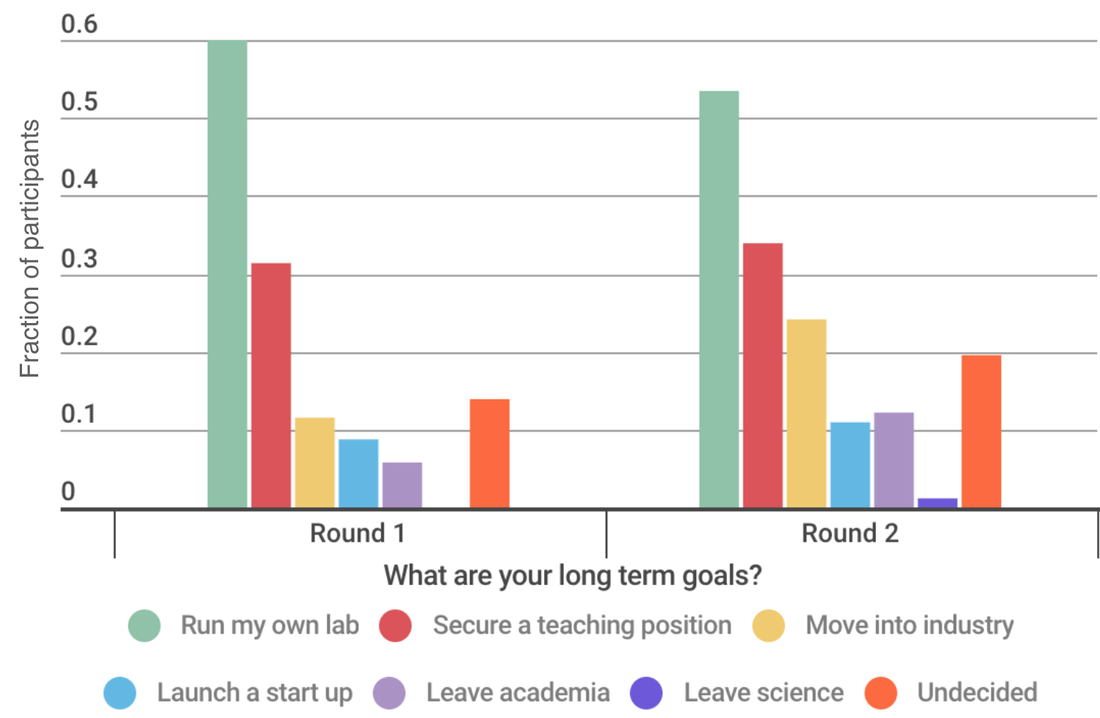 0.6
0.5
0.4
0.3
0.2
0.1
0
Fraction of participants
Round 1 Round 2
What are your long term goals?
Run my own lab Secure a teaching position Move into industry
Launch a start up Leave academia Leave science Undecided